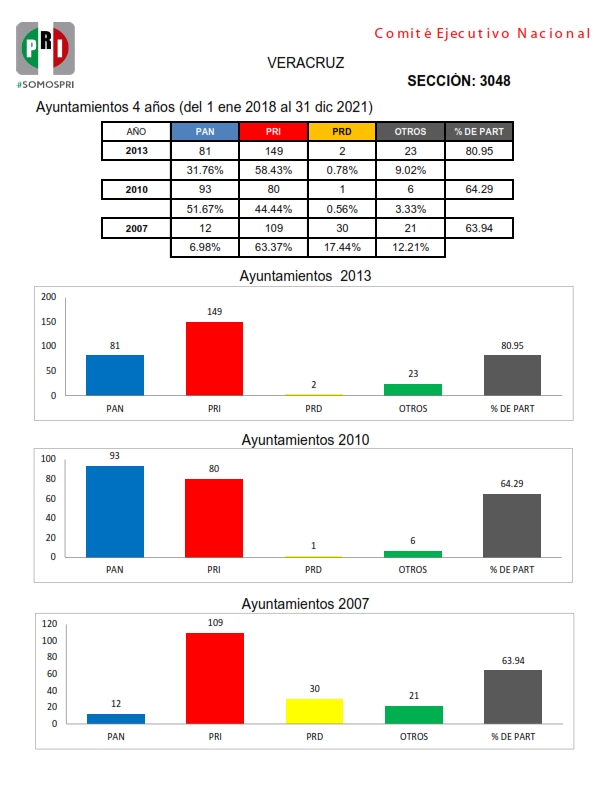 Comité Ejecutivo Nacional
PRI
#SOMOSPRI
VERACRUZ
SECCIÓN: 3048
Ayuntamientos 4 años (del 1 ene 2018 al 31 dic 2021)
AÑO PAN PRI PRD OTROS % DE PART
2013 81 149 2 23 80.95
31.76% 58.43% 0.78% 9.02%
2010 93 80 1 6 64.29
51.67% 44.44% 0.56% 3.33%
2007 12 109 30 21 63.94
6.98% 63.37% 17.44% 12.21%
Ayuntamientos 2013
200
150
100
50
0
81 149 2 23 80.95
PAN PRI PRD OTROS % DE PART
Ayuntamientos 2010
100
80
60
40
20
0
93 80 1 6 64.29
PAN PRI PRD OTROS % DE PART
Ayuntamientos 2007
120
100
80
60
40
20
0
12 109 30 21 63.94
PAN PRI PRD OTROS % DE PART